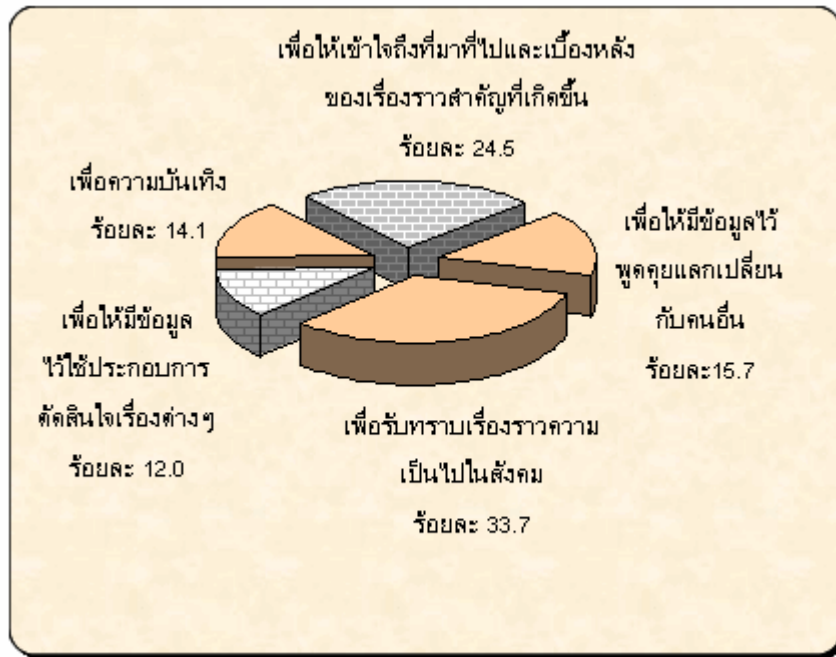 เพื่อให้เข้าใจถึงที่มาที่ไปและเบื้องหลัง
ของเรื่องราวสำคัญที่เกิดขึ้น
ร้อยละ 24.5
เพื่อความบันเทิง
ร้อยละ 14.1
เพื่อให้มีข้อมูลไว้
พูดคุยแลกเปลี่ยน
กับคนอื่น
ร้อยละ15.7
เพื่อให้มีข้อมูล
ไว้ใช้ประกอบการ
ตัดสินใจเรื่องต่างๆ
ร้อยละ 12.0
เพื่อรับทราบเรื่องราวความ
เป็นไปในสังคม
ร้อยละ 33.7